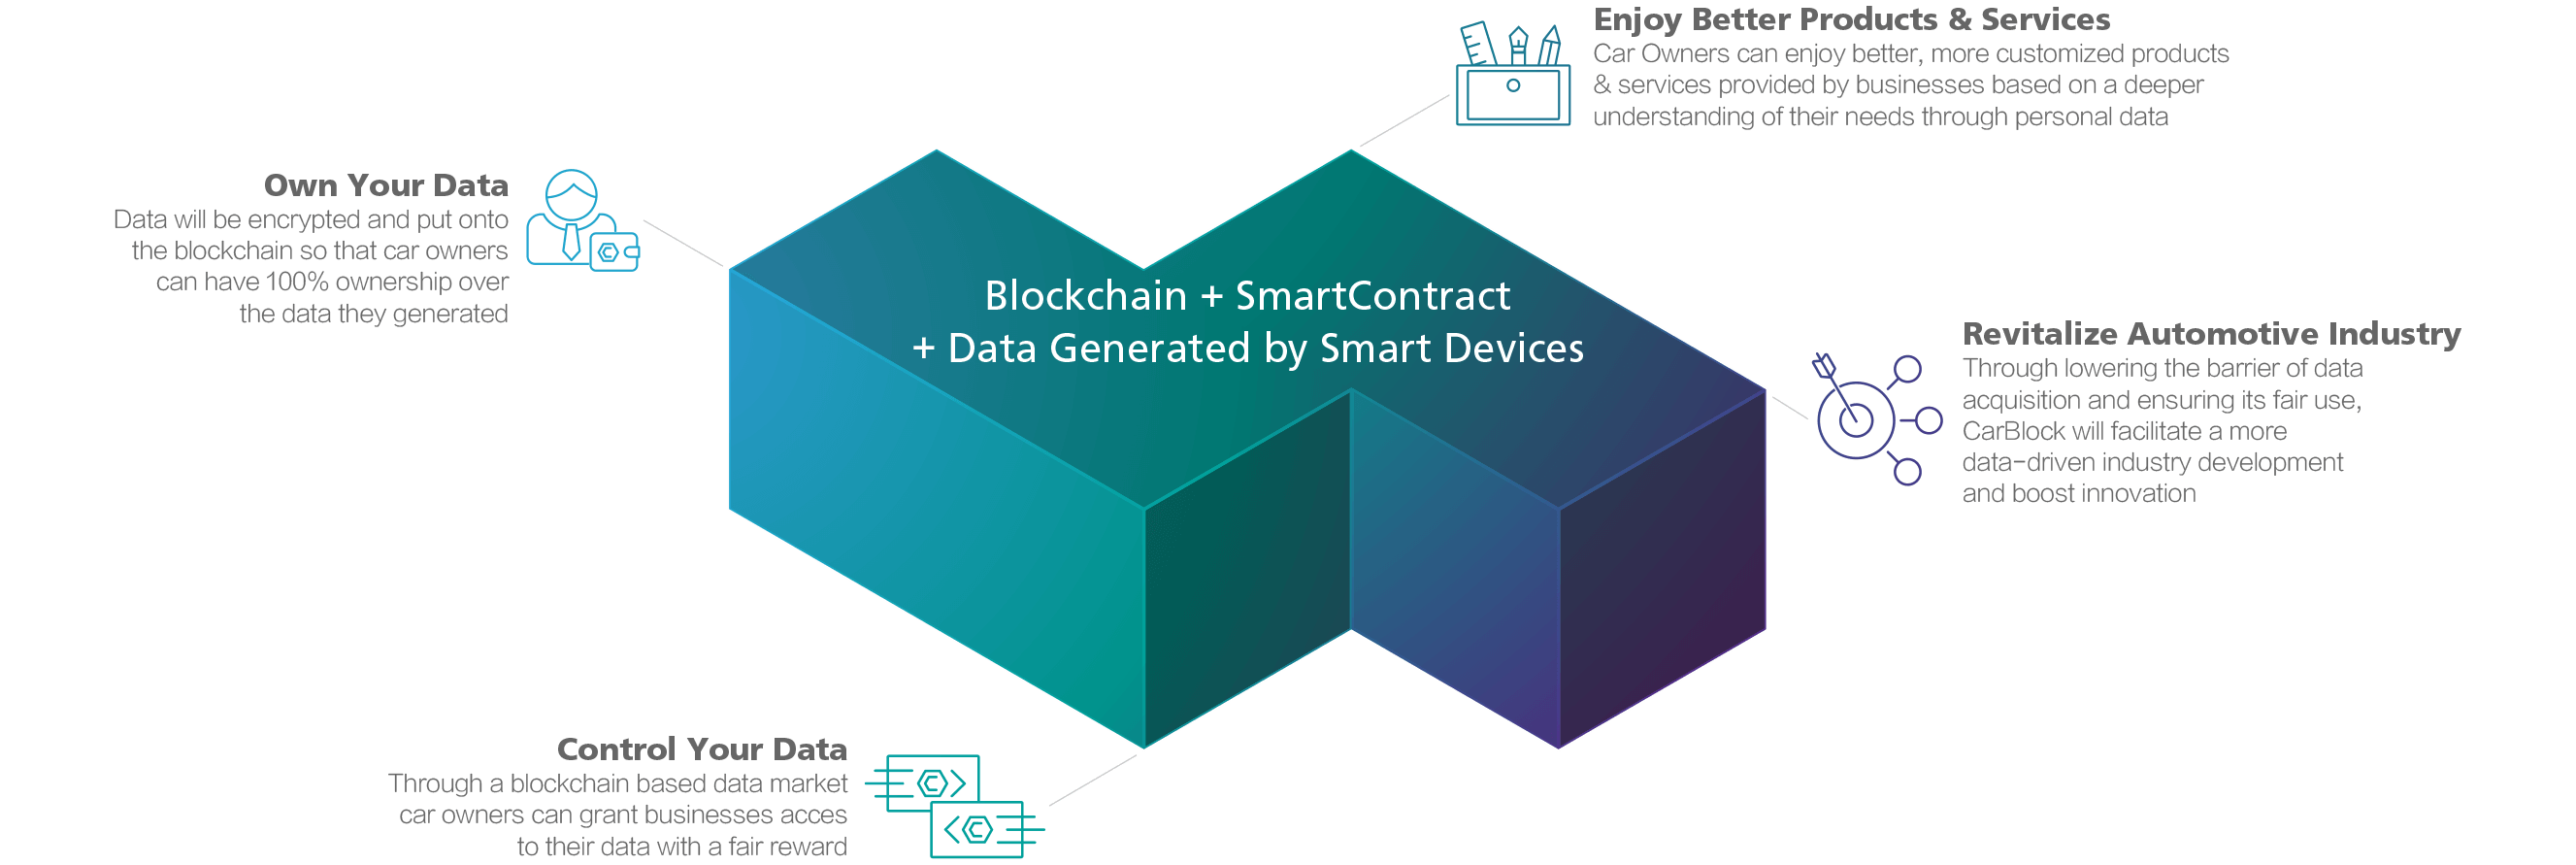 Enjoy Better Products & Services
Car Owners can enjoy better, more customized products
& services provided by businesses based on a deeper
understanding of their needs through personal data
Own Your Data
Data will be encrypted and put onto
the blockchain so that car owners
can have 100% ownership over
the data they generated
Blockchain + SmartContract
+ Data Generated by Smart Devices
Revitalize Automotive Industry
Through lowering the barrier of data
acquisition and ensuring its fair use,
CarBlock will facilitate a more
data-driven industry development
and boost innovation
Control Your Data
Through a blockchain based data market
car owners can grant businesses acces
to their data with a fair reward